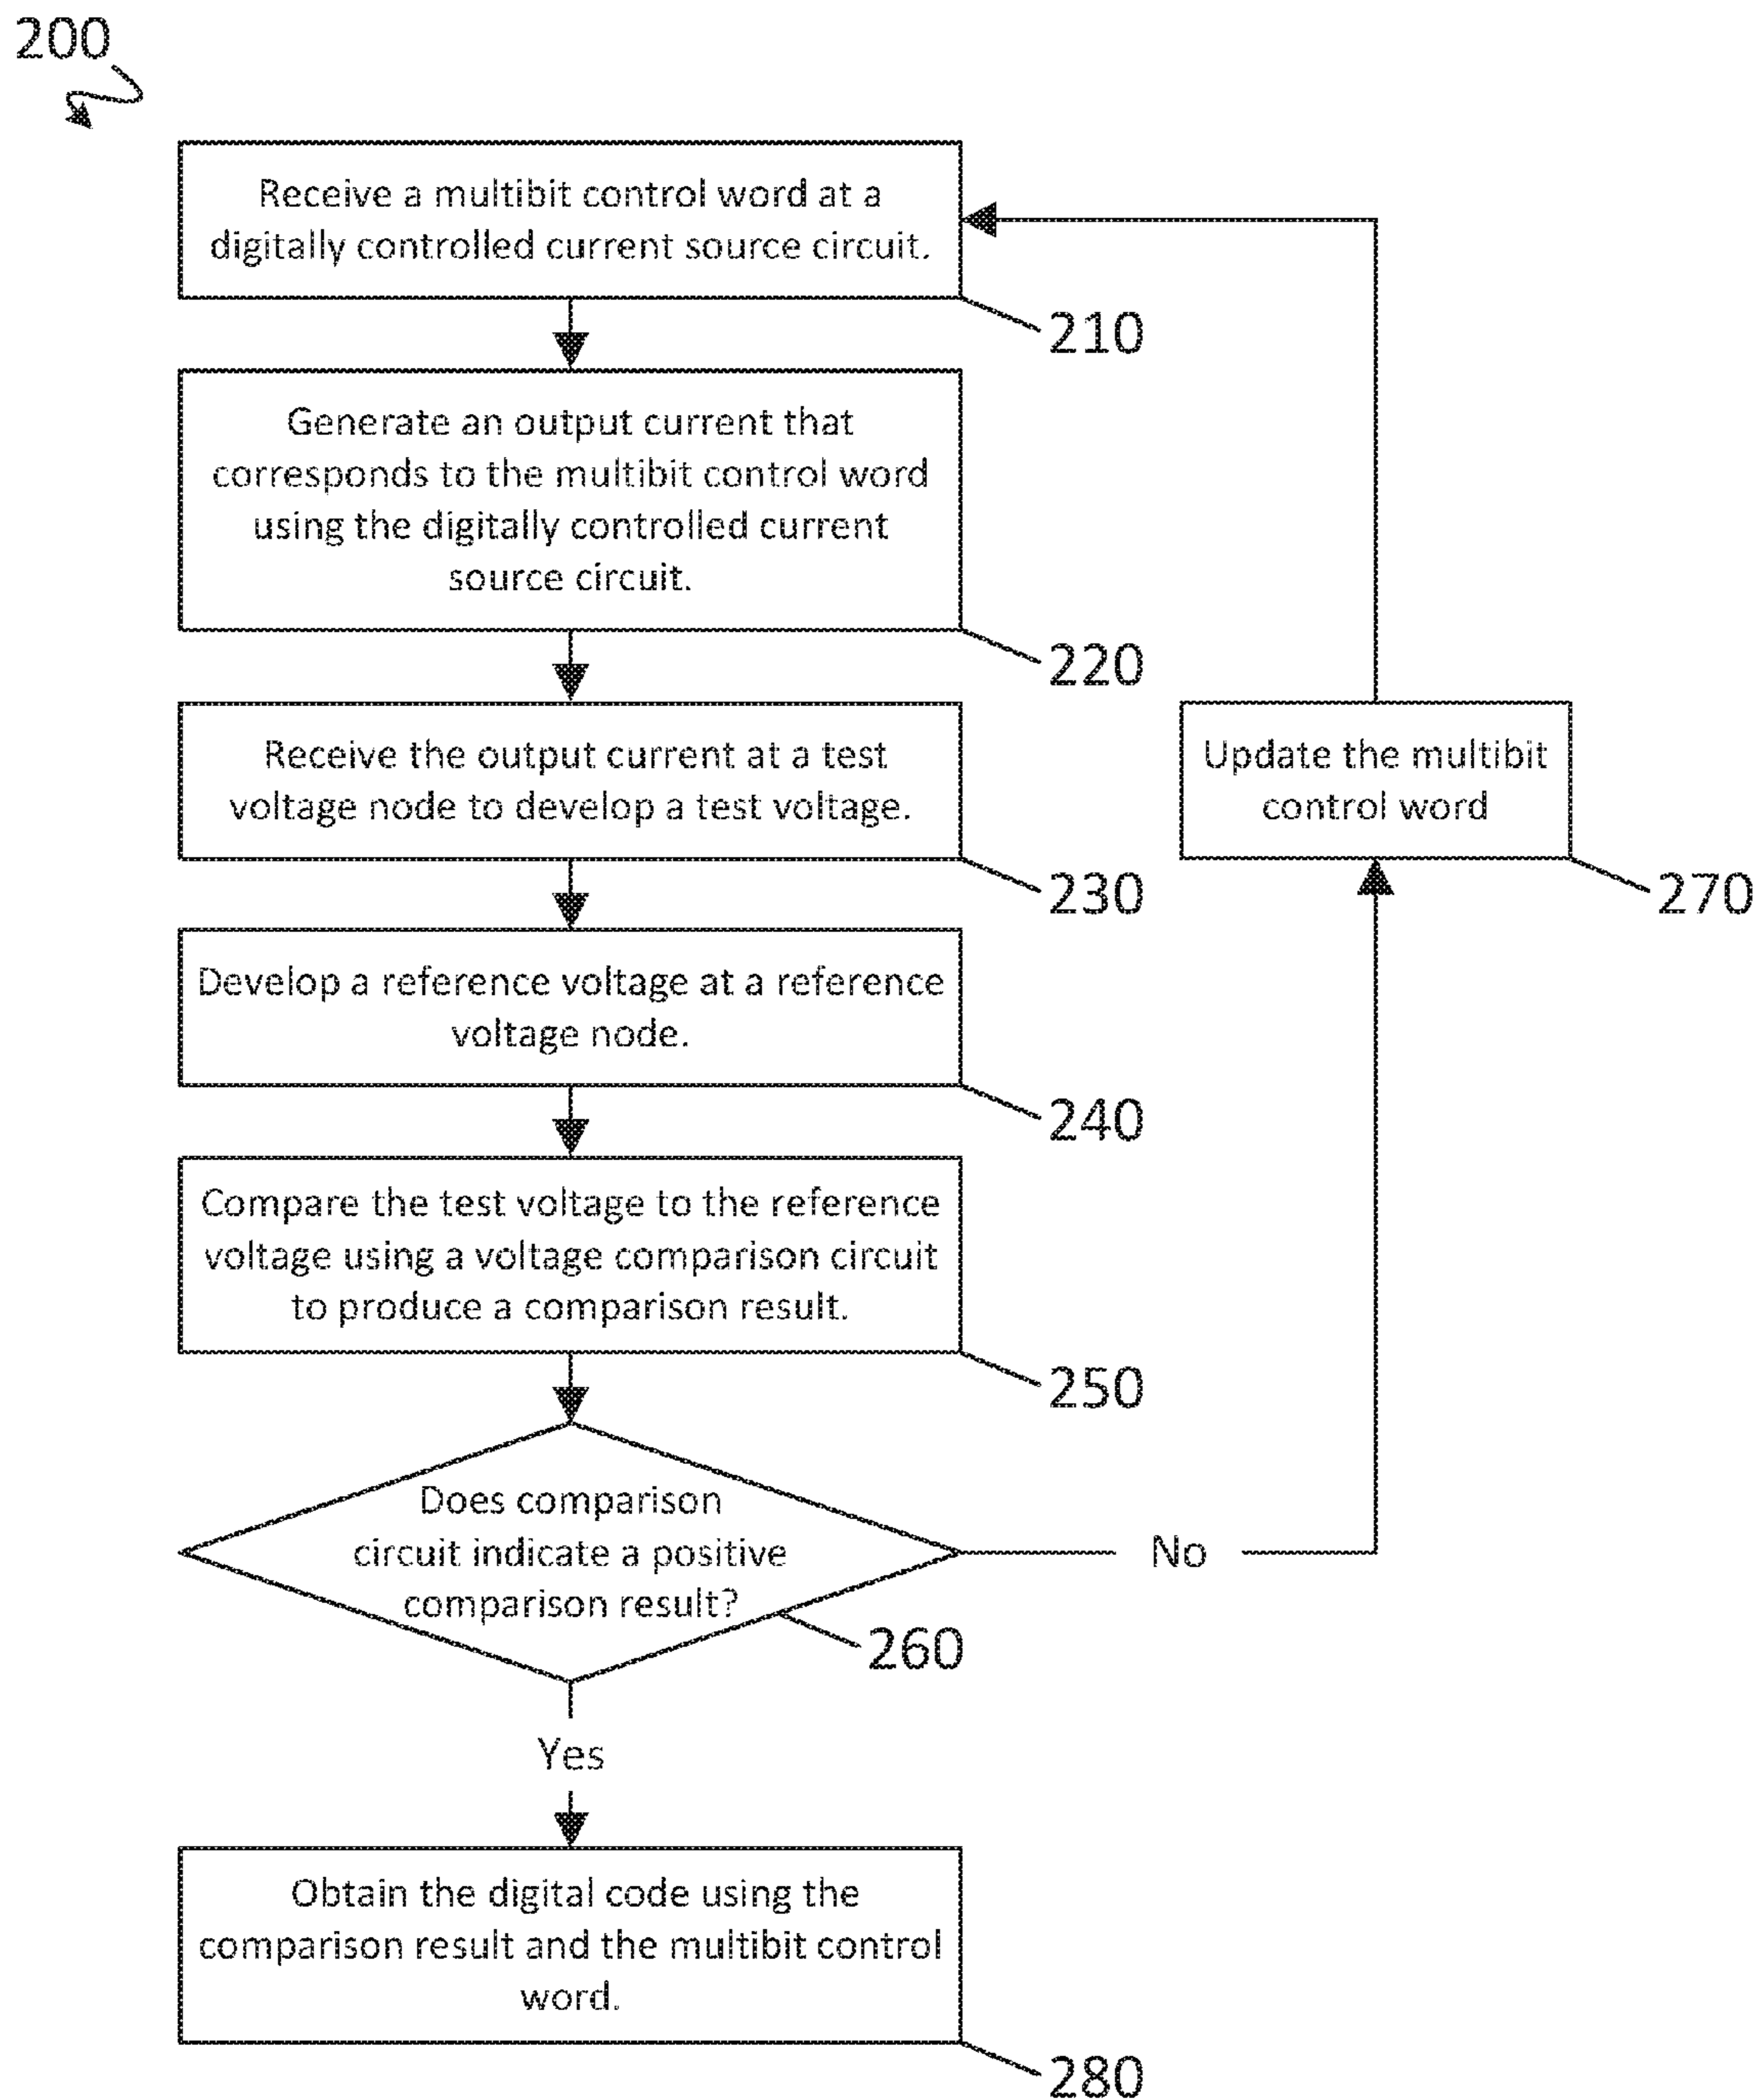 200
Receive a multibit control word at a
digitally controlled current source circuit.
210
Generate an output current that
corresponds to the multibit control word
using the digitally controlled current
source circuit.
220
Receive the output current at a test
voltage node to develop a test voltage.
230
Update the multibit
control word
270
Develop a reference voltage at a reference
voltage node.
240
Compare the test voltage to the reference
voltage using a voltage comparison circuit
to produce a comparison result.
250
Does comparison
circuit indicate a positive
comparison result?
No
260
Yes
Obtain the digital code using the
comparison result and the multibit control
word.
280